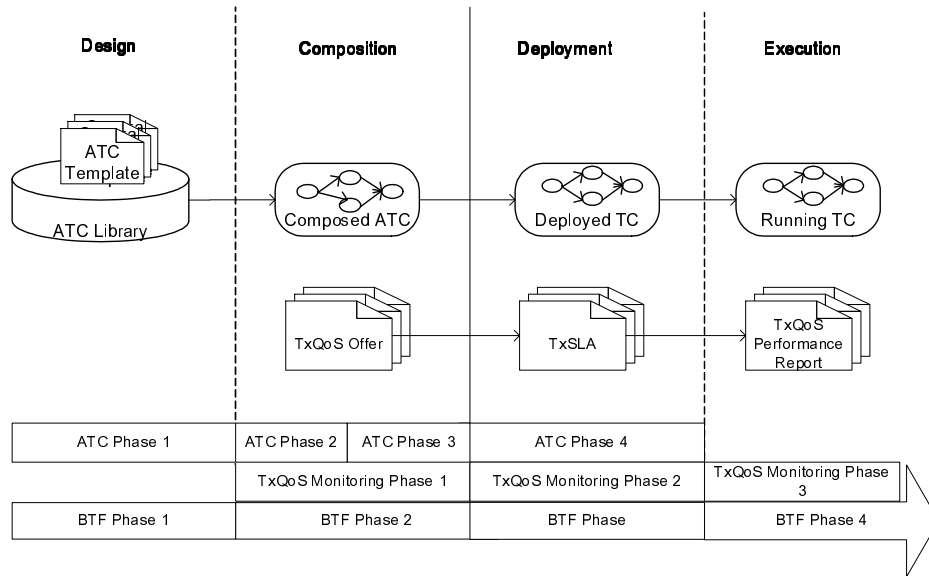 Design
Composition
Deployment
Execution
ATC
Template
ATC Library
Composed ATC
Deployed TC
Running TC
TxQoS Offer
TxSLA
TxQoS
Performance
Report
ATC Phase 1
ATC Phase 2
ATC Phase 3
ATC Phase 4
TxQoS Monitoring Phase 1
TxQoS Monitoring Phase 2
TxQoS Monitoring Phase
3
BTF Phase 1
BTF Phase 2
BTF Phase
BTF Phase 4